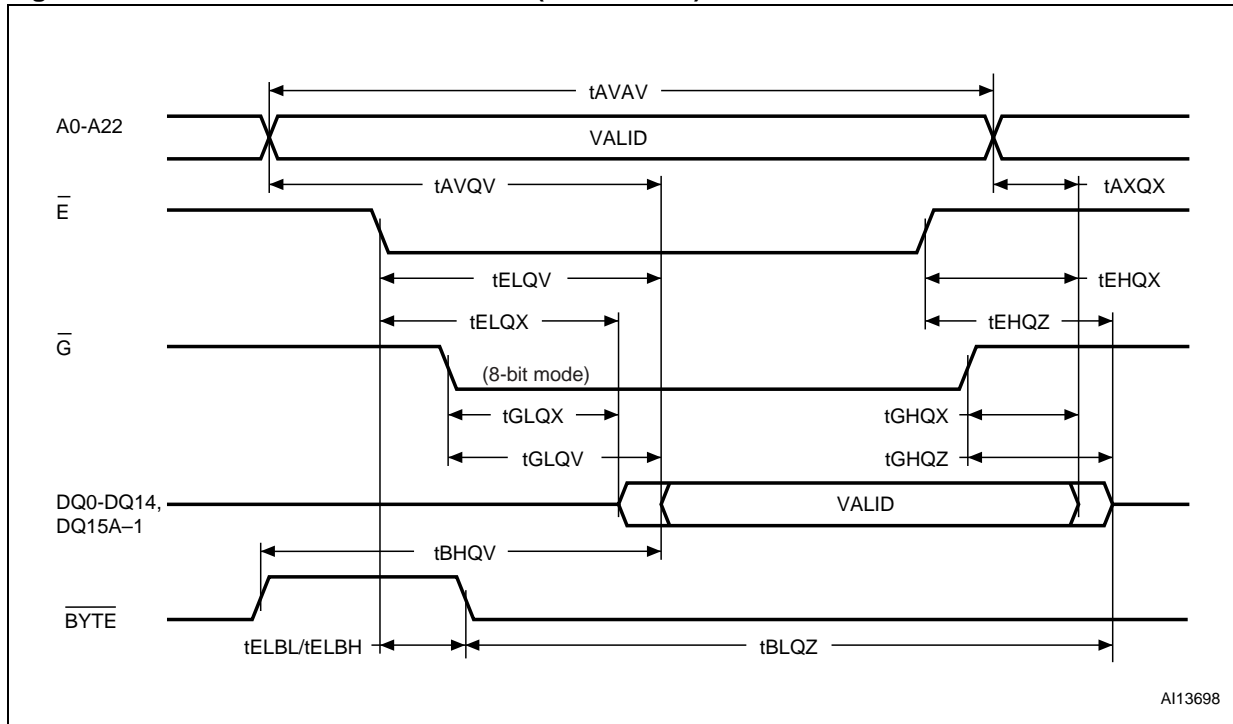 tAVAV
A0-A22
VALID
tAVQV
tAXQX
E
tELQV
tEHQX
tELQX
tEHQZ
G
(8-bit mode)
tGLQX
tGHQX
tGLQV
tGHQZ
DQ0-DQ14,
DQ15A–1
VALID
tBHQV
BYTE
tELBL/tELBH
tBLQZ
AI13698